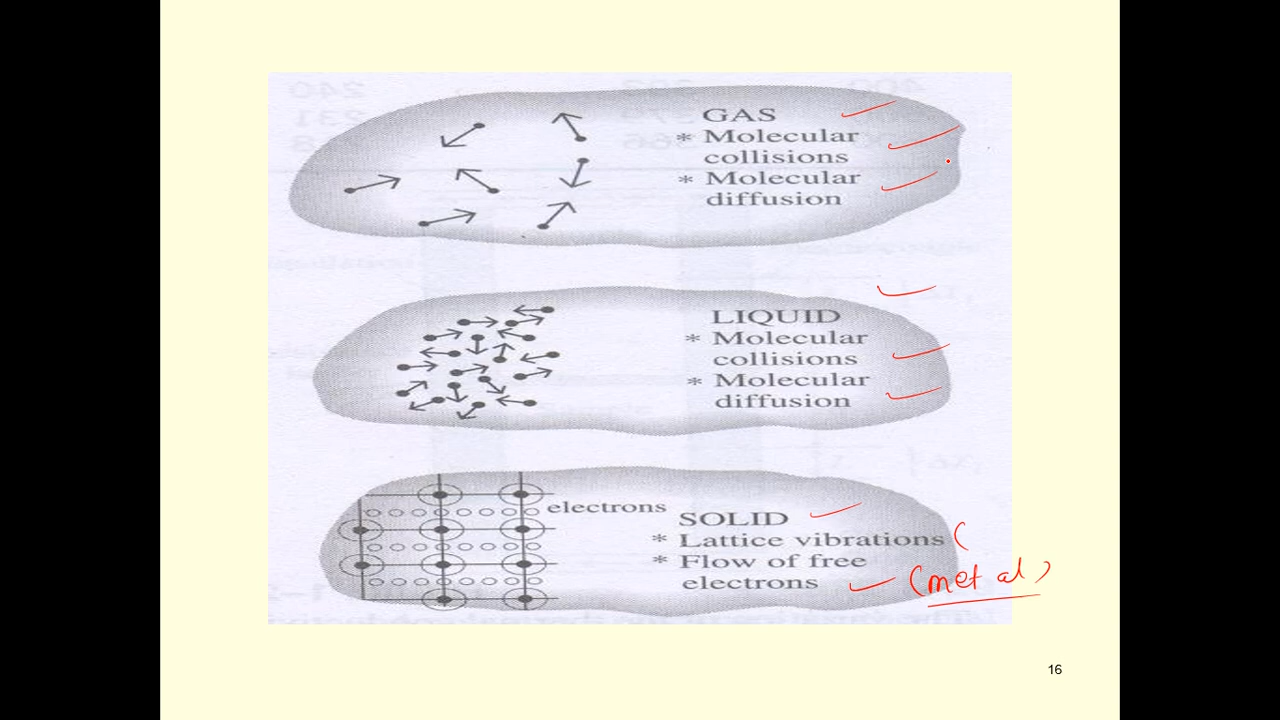 GAS
* Molecular
collisions
* Molecular
diffusion
LIQUID
* Molecular
collisions
* Molecular
diffusion
electrons
SOLID
* Lattice vibrations (
* Flow of free
electrons (metal)
16